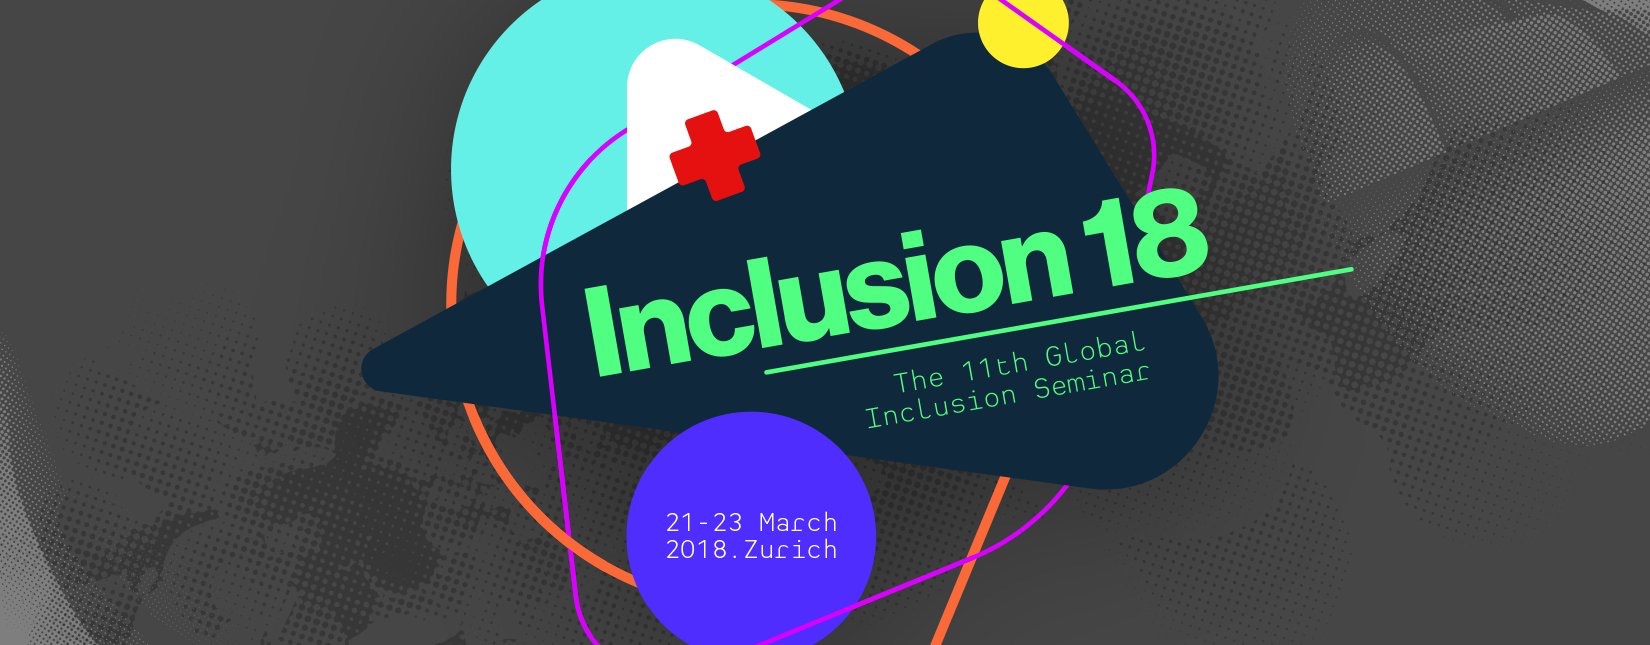 Inclusion 18
The 11th Global
Inclusion Seminar
21-23 March
2018.Zurich